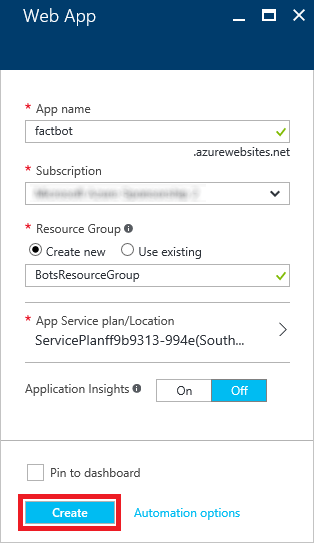 Web App
* App name
factbot
.azurewebsites.net
* Subscription
* Resource Group
Create new Use existing
BotsResourceGroup
* App Service plan/Location
ServicePlanff9b9313-994e(South...
Application Insights On Off
Pin to dashboard
Create Automation options